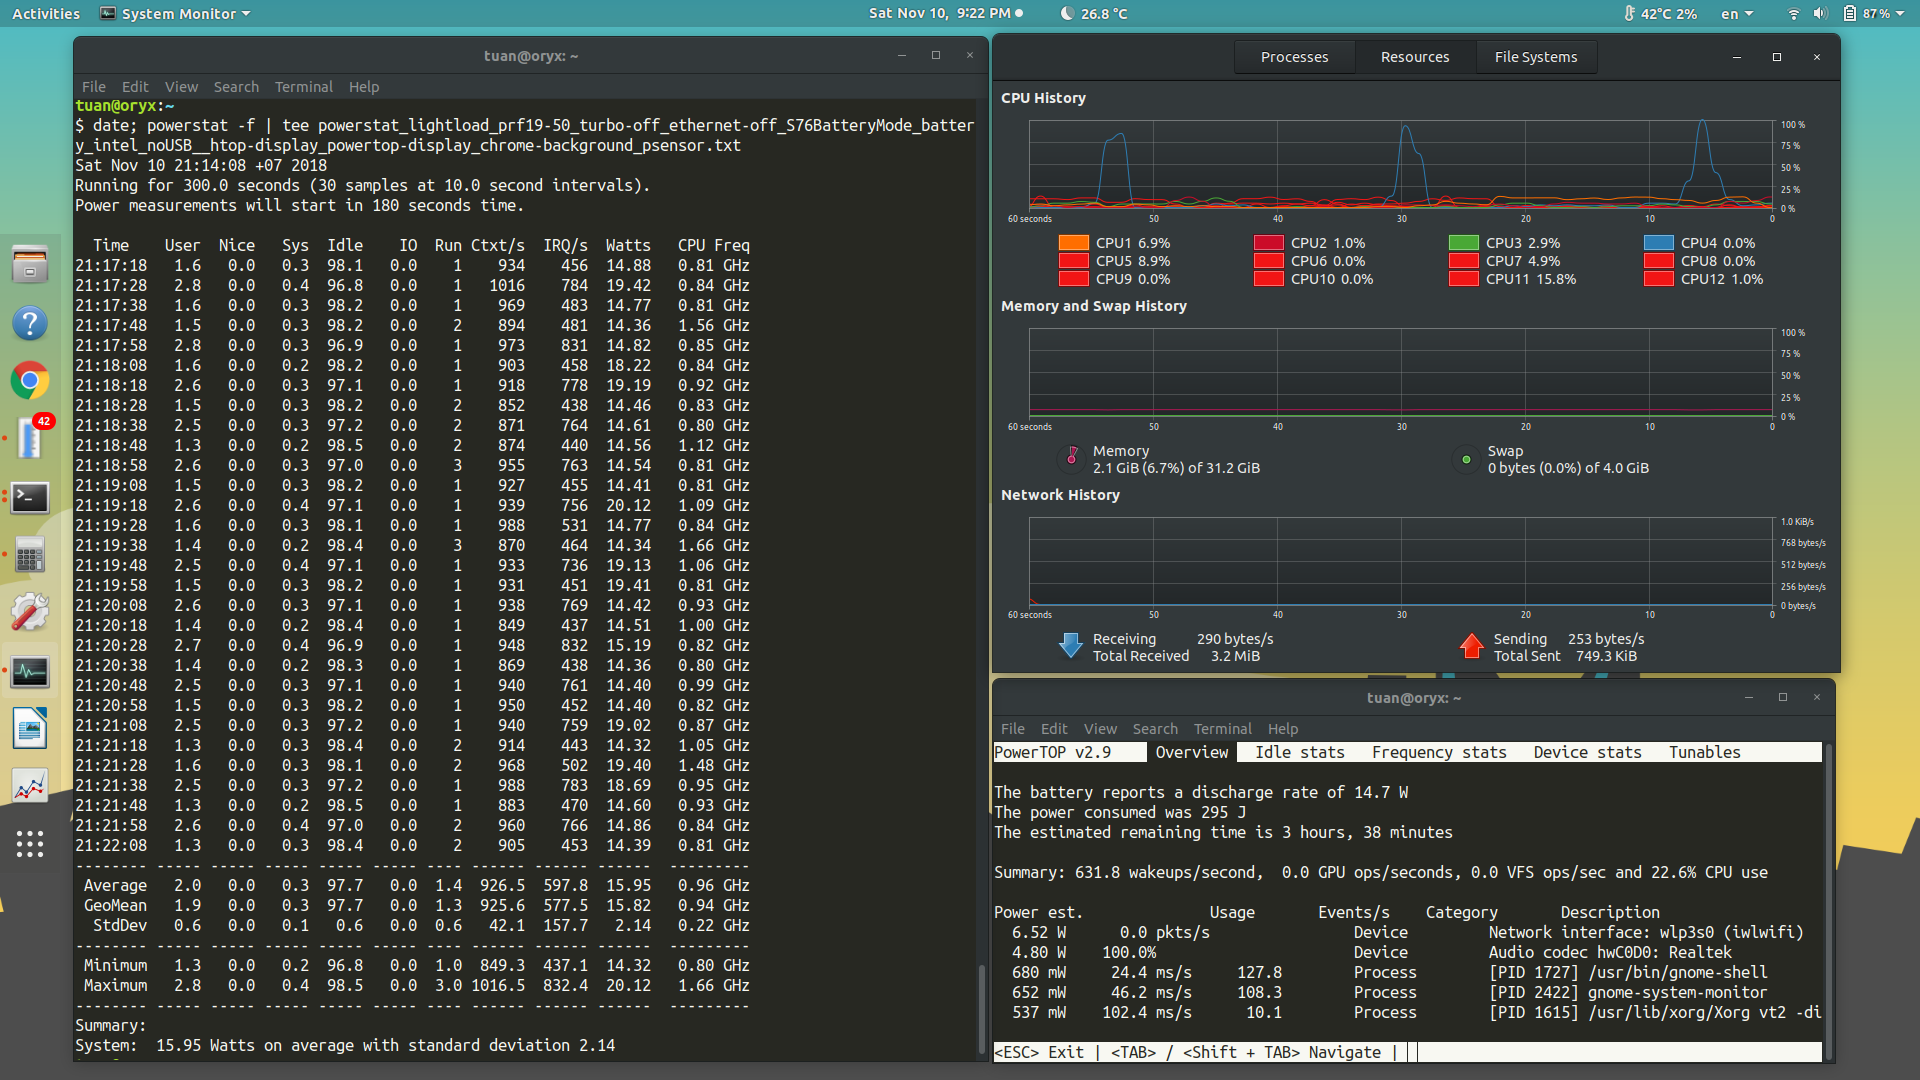 Activities System Monitor Sat Nov 10, 9:22 PM 26.8 °C 42°C 2% en 87%
tuan@oryx: ~
File Edit View Search Terminal Help
tuan@oryx:~
$ date; powerstat -f | tee powerstat_lightload_prf19-50_turbo-off_ethernet-off_S76BatteryMode_batter
y_intel_noUSB__htop-display_powertop-display_chrome-background_psensor.txt
Sat Nov 10 21:14:08 +07 2018
Running for 300.0 seconds (30 samples at 10.0 second intervals).
Power measurements will start in 180 seconds time.
Time User Nice Sys Idle IO Run Ctxt/s IRQ/s Watts CPU Freq
21:17:18 1.6 0.0 0.3 98.1 0.0 1 934 456 14.88 0.81 GHz
21:17:28 2.8 0.0 0.4 96.8 0.0 1 1016 784 19.42 0.84 GHz
21:17:38 1.6 0.0 0.3 98.2 0.0 1 969 483 14.77 0.81 GHz
21:17:48 1.5 0.0 0.3 98.2 0.0 2 894 481 14.36 1.56 GHz
21:17:58 2.8 0.0 0.3 96.9 0.0 1 973 831 14.82 0.85 GHz
21:18:08 1.6 0.0 0.2 98.2 0.0 1 903 458 18.22 0.84 GHz
21:18:18 2.6 0.0 0.3 97.1 0.0 1 918 778 19.19 0.92 GHz
21:18:28 1.5 0.0 0.3 98.2 0.0 2 852 438 14.46 0.83 GHz
21:18:38 2.5 0.0 0.3 97.2 0.0 2 871 764 14.61 0.80 GHz
21:18:48 1.3 0.0 0.2 98.5 0.0 2 874 440 14.56 1.12 GHz
21:18:58 2.6 0.0 0.3 97.0 0.0 3 955 763 14.54 0.81 GHz
21:19:08 1.5 0.0 0.3 98.2 0.0 1 927 455 14.41 0.81 GHz
21:19:18 2.6 0.0 0.4 97.1 0.0 1 939 756 20.12 1.09 GHz
21:19:28 1.6 0.0 0.3 98.1 0.0 1 988 531 14.77 0.84 GHz
21:19:38 1.4 0.0 0.2 98.4 0.0 3 870 464 14.34 1.66 GHz
21:19:48 2.5 0.0 0.4 97.1 0.0 1 933 736 19.13 1.06 GHz
21:19:58 1.5 0.0 0.3 98.2 0.0 1 931 451 19.41 0.81 GHz
21:20:08 2.6 0.0 0.3 97.1 0.0 1 938 769 14.42 0.93 GHz
21:20:18 1.4 0.0 0.2 98.4 0.0 1 849 437 14.51 1.00 GHz
21:20:28 2.7 0.0 0.4 96.9 0.0 1 948 832 15.19 0.82 GHz
21:20:38 1.4 0.0 0.2 98.3 0.0 1 869 438 14.36 0.80 GHz
21:20:48 2.5 0.0 0.3 97.1 0.0 1 940 761 14.40 0.99 GHz
21:20:58 1.5 0.0 0.3 98.2 0.0 1 950 452 14.40 0.82 GHz
21:21:08 2.5 0.0 0.3 97.2 0.0 1 940 759 19.02 0.87 GHz
21:21:18 1.3 0.0 0.3 98.4 0.0 2 914 443 14.32 1.05 GHz
21:21:28 1.6 0.0 0.3 98.1 0.0 2 968 502 19.40 1.48 GHz
21:21:38 2.5 0.0 0.3 97.2 0.0 1 988 783 18.69 0.95 GHz
21:21:48 1.3 0.0 0.2 98.5 0.0 1 883 470 14.60 0.93 GHz
21:21:58 2.6 0.0 0.4 97.0 0.0 2 960 766 14.86 0.84 GHz
21:22:08 1.3 0.0 0.3 98.4 0.0 2 905 453 14.39 0.81 GHz
-------- ----- ----- ----- ----- ----- ---- ------ ------ ------ ---------
Average 2.0 0.0 0.3 97.7 0.0 1.4 926.5 597.8 15.95 0.96 GHz
GeoMean 1.9 0.0 0.3 97.7 0.0 1.3 925.6 577.5 15.82 0.94 GHz
StdDev 0.6 0.0 0.1 0.6 0.0 0.6 42.1 157.7 2.14 0.22 GHz
-------- ----- ----- ----- ----- ----- ---- ------ ------ ------ ---------
Minimum 1.3 0.0 0.2 96.8 0.0 1.0 849.3 437.1 14.32 0.80 GHz
Maximum 2.8 0.0 0.4 98.5 0.0 3.0 1016.5 832.4 20.12 1.66 GHz
-------- ----- ----- ----- ----- ----- ---- ------ ------ ------ ---------
Summary:
System: 15.95 Watts on average with standard deviation 2.14
42
Processes Resources File Systems
CPU History
100 %
75 %
50 %
25 %
0 %
60 seconds 50 40 30 20 10 0
CPU1 6.9% CPU2 1.0% CPU3 2.9% CPU4 0.0%
CPU5 8.9% CPU6 0.0% CPU7 4.9% CPU8 0.0%
CPU9 0.0% CPU10 0.0% CPU11 15.8% CPU12 1.0%
Memory and Swap History
100 %
75 %
50 %
25 %
0 %
60 seconds 50 40 30 20 10 0
Memory Swap
2.1 GiB (6.7%) of 31.2 GiB 0 bytes (0.0%) of 4.0 GiB
Network History
1.0 KiB/s
768 bytes/s
512 bytes/s
256 bytes/s
0 bytes/s
60 seconds 50 40 30 20 10 0
Receiving 290 bytes/s Sending 253 bytes/s
Total Received 3.2 MiB Total Sent 749.3 KiB
tuan@oryx: ~
File Edit View Search Terminal Help
PowerTOP v2.9 Overview Idle stats Frequency stats Device stats Tunables
The battery reports a discharge rate of 14.7 W
The power consumed was 295 J
The estimated remaining time is 3 hours, 38 minutes
Summary: 631.8 wakeups/second, 0.0 GPU ops/seconds, 0.0 VFS ops/sec and 22.6% CPU use
Power est. Usage Events/s Category Description
6.52 W 0.0 pkts/s Device Network interface: wlp3s0 (iwlwifi)
4.80 W 100.0% Device Audio codec hwC0D0: Realtek
680 mW 24.4 ms/s 127.8 Process [PID 1727] /usr/bin/gnome-shell
652 mW 46.2 ms/s 108.3 Process [PID 2422] gnome-system-monitor
537 mW 102.4 ms/s 10.1 Process [PID 1615] /usr/lib/xorg/Xorg vt2 -di
<ESC> Exit | <TAB> / <Shift + TAB> Navigate |